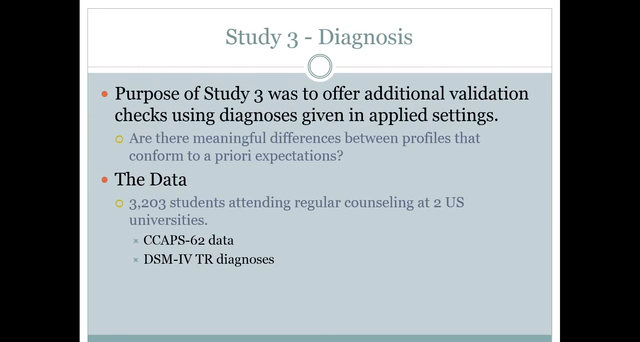 Study 3 - Diagnosis
Purpose of Study 3 was to offer additional validation
checks using diagnoses given in applied settings.
Are there meaningful differences between profiles that
conform to a priori expectations?
The Data
3,203 students attending regular counseling at 2 US
universities.
CCAPS-62 data
DSM-IV TR diagnoses